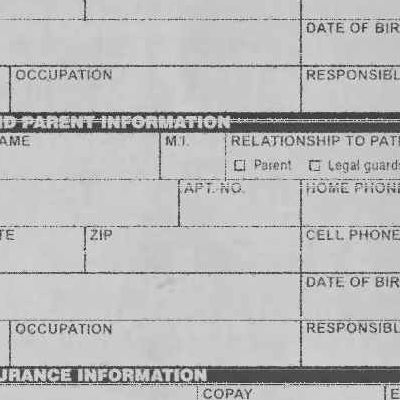 DATE OF BIR
OCCUPATION RESPONSIBL
ND PARENT INFORMATION
AME M.I. RELATIONSHIP TO PATI
Parent Legal guard
APT. NO. HOME PHONE
TE ZIP CELL PHONE
DATE OF BIR
OCCUPATION RESPONSIBL
URANCE INFORMATION
COPAY E